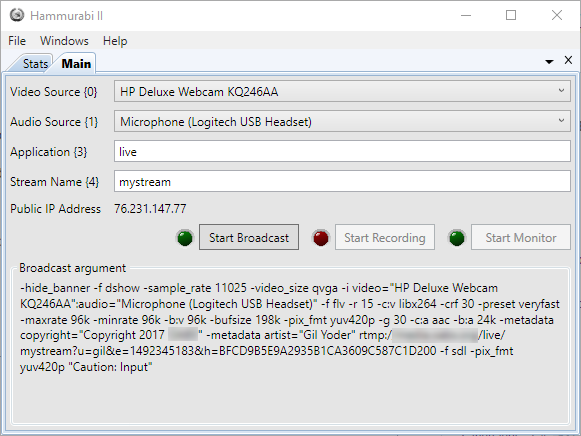 Hammurabi II
File Windows Help
Stats Main
Video Source {0} HP Deluxe Webcam KQ246AA
Audio Source {1} Microphone (Logitech USB Headset)
Application {3} live
Stream Name {4} mystream
Public IP Address 76.231.147.77
Start Broadcast Start Recording Start Monitor
Broadcast argument
-hide_banner -f dshow -sample_rate 11025 -video_size qvga -i video="HP Deluxe Webcam
KQ246AA":audio="Microphone (Logitech USB Headset)" -f flv -r 15 -c:v libx264 -crf 30 -preset veryfast
-maxrate 96k -minrate 96k -b:v 96k -bufsize 198k -pix_fmt yuv420p -g 30 -c:a aac -b:a 24k -metadata
copyright="Copyright 2017 " -metadata artist="Gil Yoder" rtmp:/ /live/
mystream?u=gil&e=1492345183&h=BFCD9B5E9A2935B1CA3609C587C1D200 -f sdl -pix_fmt
yuv420p "Caution: Input"